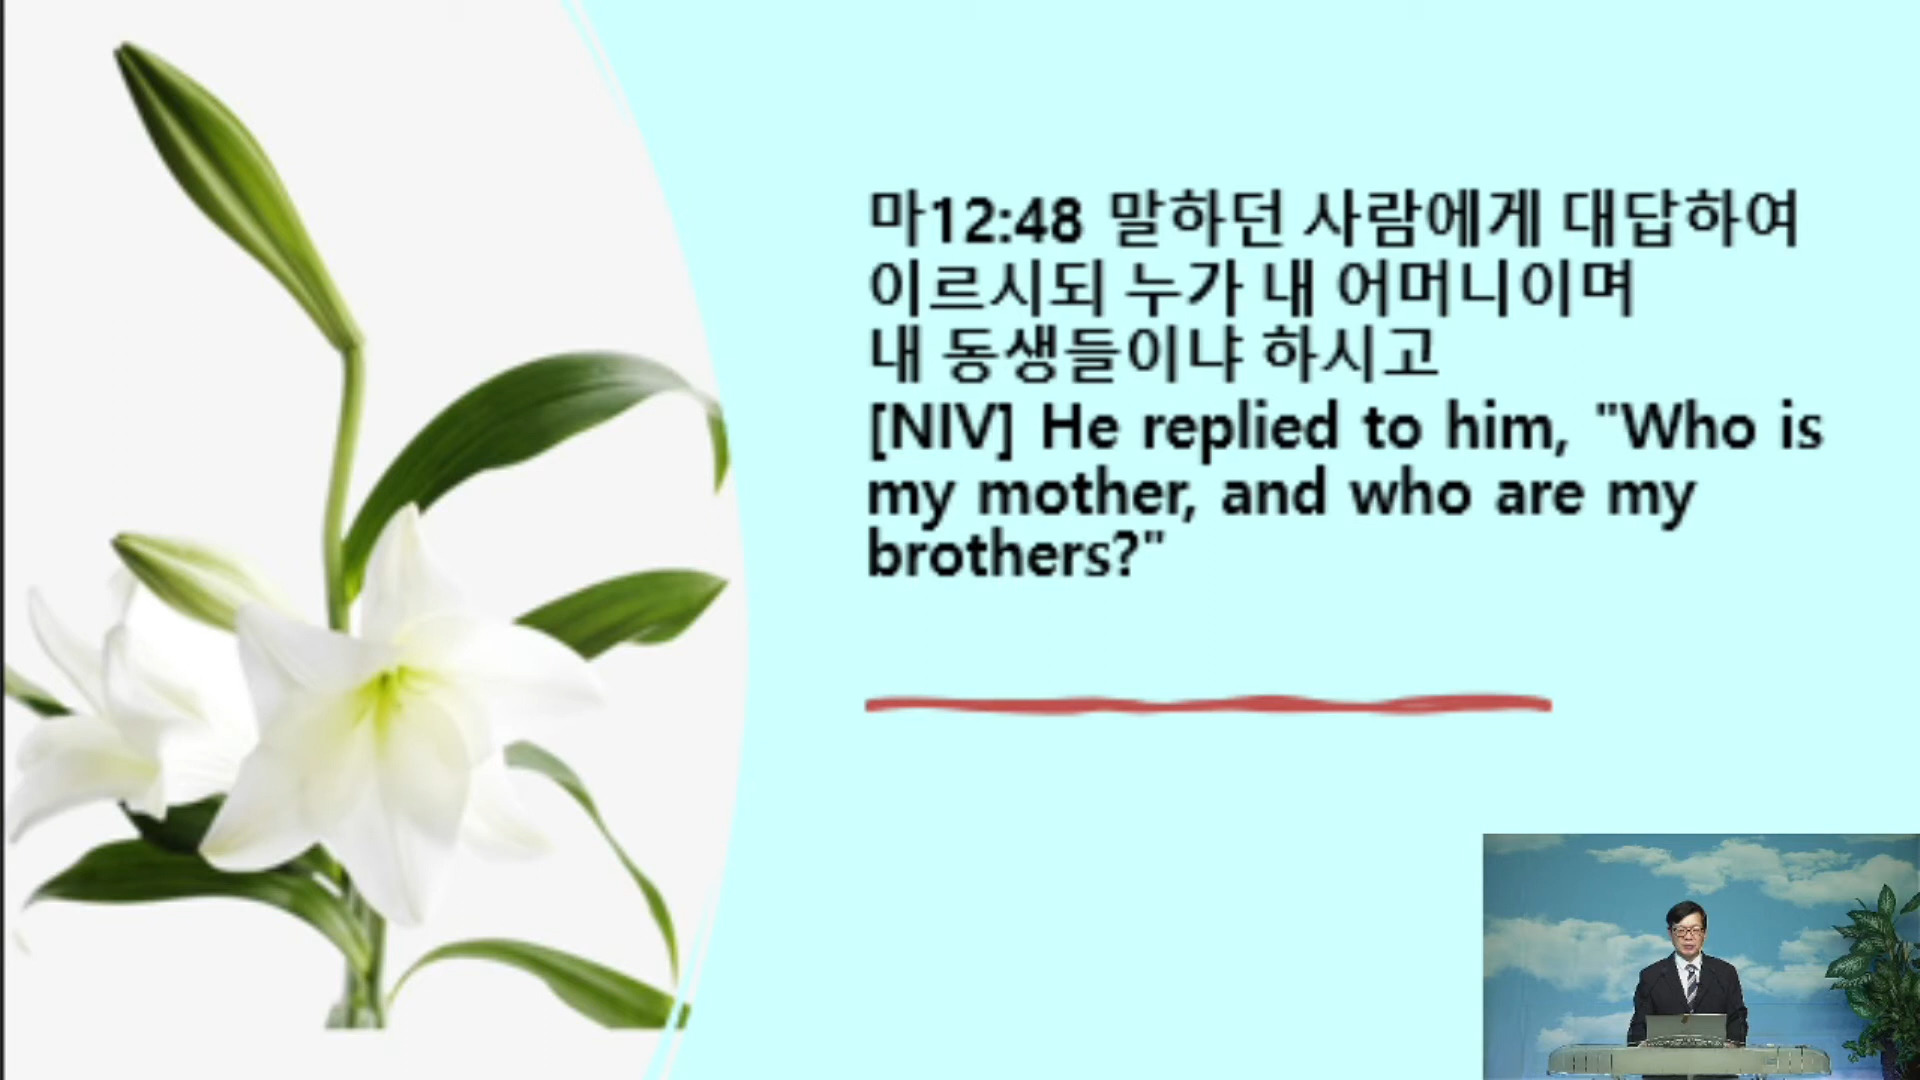 마12:48 말하던 사람에게 대답하여
이르시되 누가 내 어머니이며
내 동생들이냐 하시고
[NIV] He replied to him, "Who is
my mother, and who are my
brothers?"